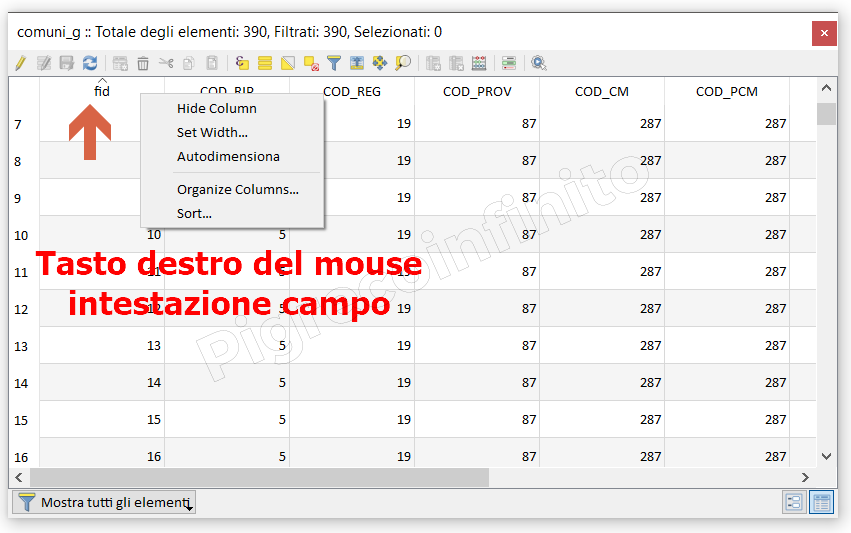 comuni_g :: Totale degli elementi: 390, Filtrati: 390, Selezionati: 0
fid COD_RIP COD_REG COD_PROV COD_CM COD_PCM
Hide Column
Set Width...
Autodimensiona
Organize Columns...
Sort...
7 19 87 287 287
8 19 87 287 287
9 19 87 287 287
10 10 5 19 87 287 287
Tasto destro del mouse
intestazione campo
11 11 5 19 87 287 287
12 12 5 19 87 287 287
13 13 5 19 87 287 287
14 14 5 19 87 287 287
15 15 5 19 87 287 287
16 16 5 19 87 287 287
Pigrecoinfinito
Mostra tutti gli elementi